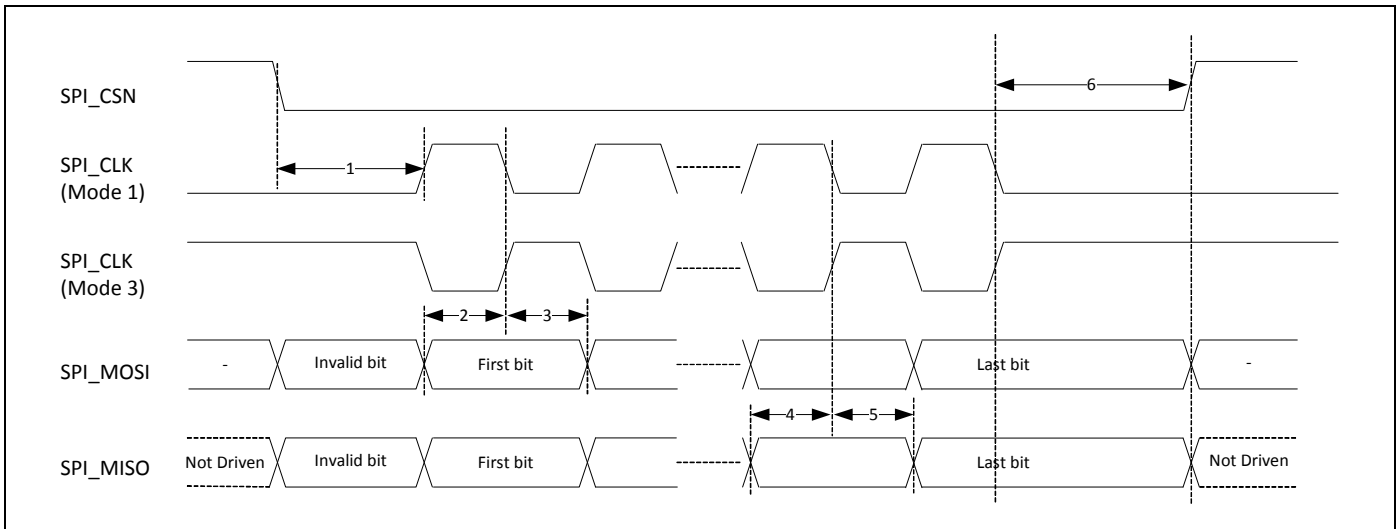 SPI_CSN
6
SPI_CLK
(Mode 1)
1
SPI_CLK
(Mode 3)
2
3
SPI_MOSI
-
Invalid bit
First bit
Last bit
-
4
5
SPI_MISO
Not Driven
Invalid bit
First bit
Last bit
Not Driven